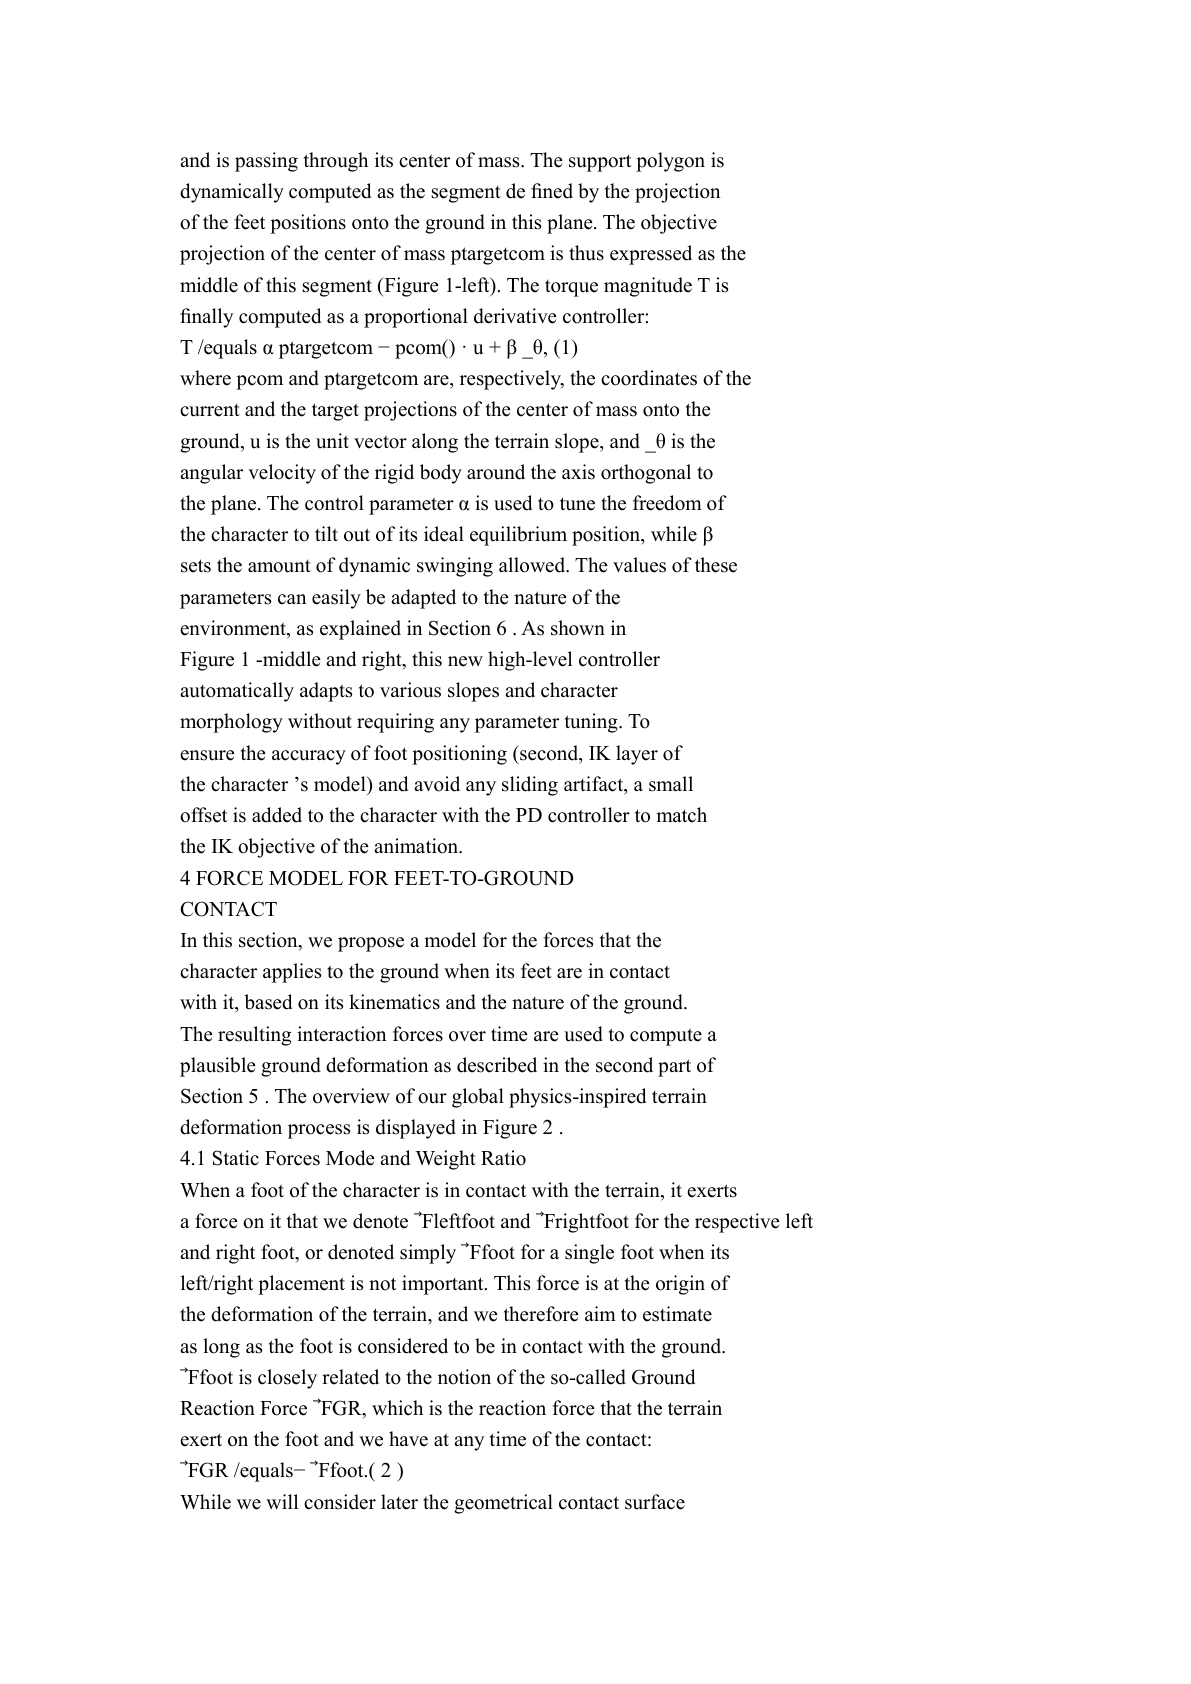 and is passing through its center of mass. The support polygon is
dynamically computed as the segment de fined by the projection
of the feet positions onto the ground in this plane. The objective
projection of the center of mass ptargetcom is thus expressed as the
middle of this segment (Figure 1-left). The torque magnitude T is
finally computed as a proportional derivative controller:
T /equals α ptargetcom − pcom() · u + β _θ, (1)
where pcom and ptargetcom are, respectively, the coordinates of the
current and the target projections of the center of mass onto the
ground, u is the unit vector along the terrain slope, and _θ is the
angular velocity of the rigid body around the axis orthogonal to
the plane. The control parameter α is used to tune the freedom of
the character to tilt out of its ideal equilibrium position, while β
sets the amount of dynamic swinging allowed. The values of these
parameters can easily be adapted to the nature of the
environment, as explained in Section 6 . As shown in
Figure 1 -middle and right, this new high-level controller
automatically adapts to various slopes and character
morphology without requiring any parameter tuning. To
ensure the accuracy of foot positioning (second, IK layer of
the character ’s model) and avoid any sliding artifact, a small
offset is added to the character with the PD controller to match
the IK objective of the animation.
4 FORCE MODEL FOR FEET-TO-GROUND
CONTACT
In this section, we propose a model for the forces that the
character applies to the ground when its feet are in contact
with it, based on its kinematics and the nature of the ground.
The resulting interaction forces over time are used to compute a
plausible ground deformation as described in the second part of
Section 5 . The overview of our global physics-inspired terrain
deformation process is displayed in Figure 2 .
4.1 Static Forces Mode and Weight Ratio
When a foot of the character is in contact with the terrain, it exerts
a force on it that we denote ⃗Fleftfoot and ⃗Frightfoot for the respective left
and right foot, or denoted simply ⃗Ffoot for a single foot when its
left/right placement is not important. This force is at the origin of
the deformation of the terrain, and we therefore aim to estimate
as long as the foot is considered to be in contact with the ground.
⃗Ffoot is closely related to the notion of the so-called Ground
Reaction Force ⃗FGR, which is the reaction force that the terrain
exert on the foot and we have at any time of the contact:
⃗FGR /equals− ⃗Ffoot.( 2 )
While we will consider later the geometrical contact surface